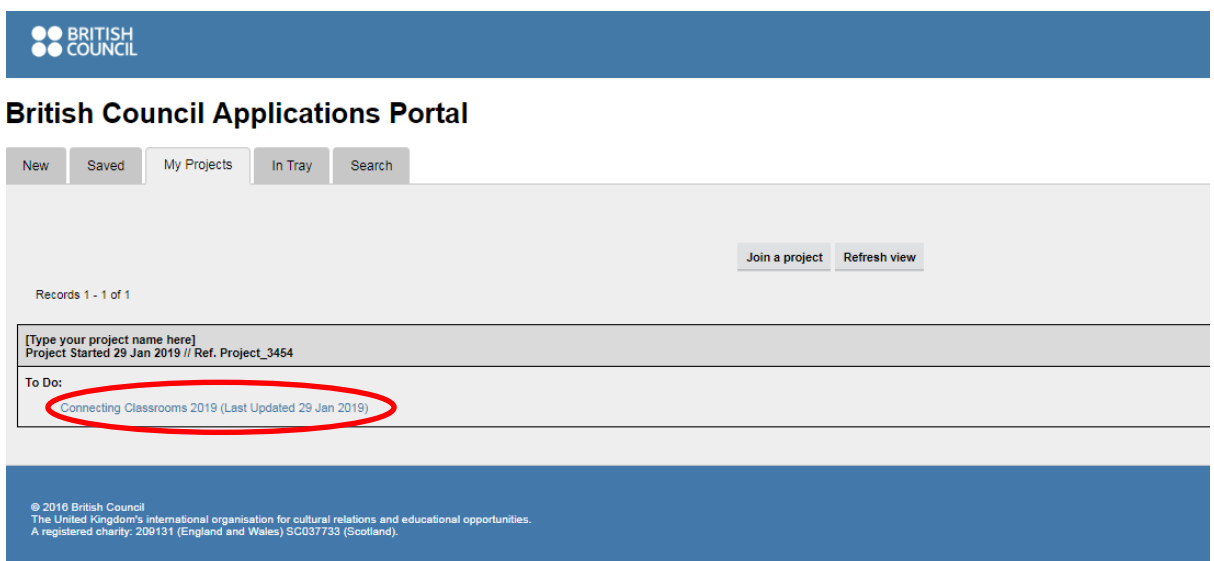 BRITISH
COUNCIL
British Council Applications Portal
New Saved My Projects In Tray Search
Join a project Refresh view
Records 1 - 1 of 1
[Type your project name here]
Project Started 29 Jan 2019 // Ref. Project_3454
To Do:
Connecting Classrooms 2019 (Last Updated 29 Jan 2019)
© 2016 British Council
The United Kingdom's international organisation for cultural relations and educational opportunities.
A registered charity: 209131 (England and Wales) SC037733 (Scotland).